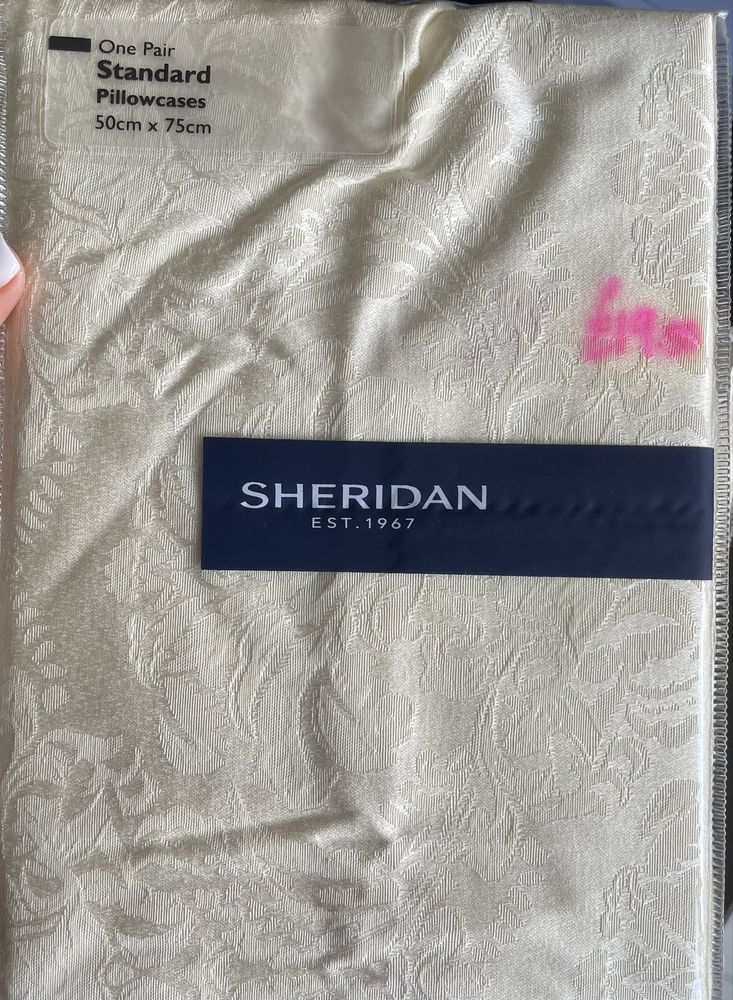 One Pair
Standard
Pillowcases
50cm x 75cm
SHERIDAN
EST.1967